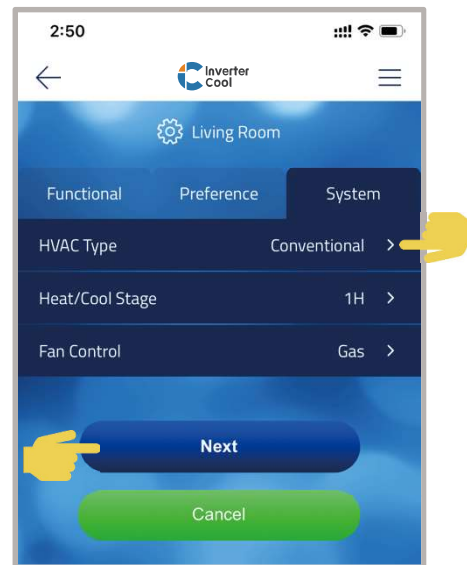 2:50
Inverter
Cool
Living Room
Functional Preference System
HVAC Type Conventional >
Heat/Cool Stage 1H >
Fan Control Gas >
Next
Cancel